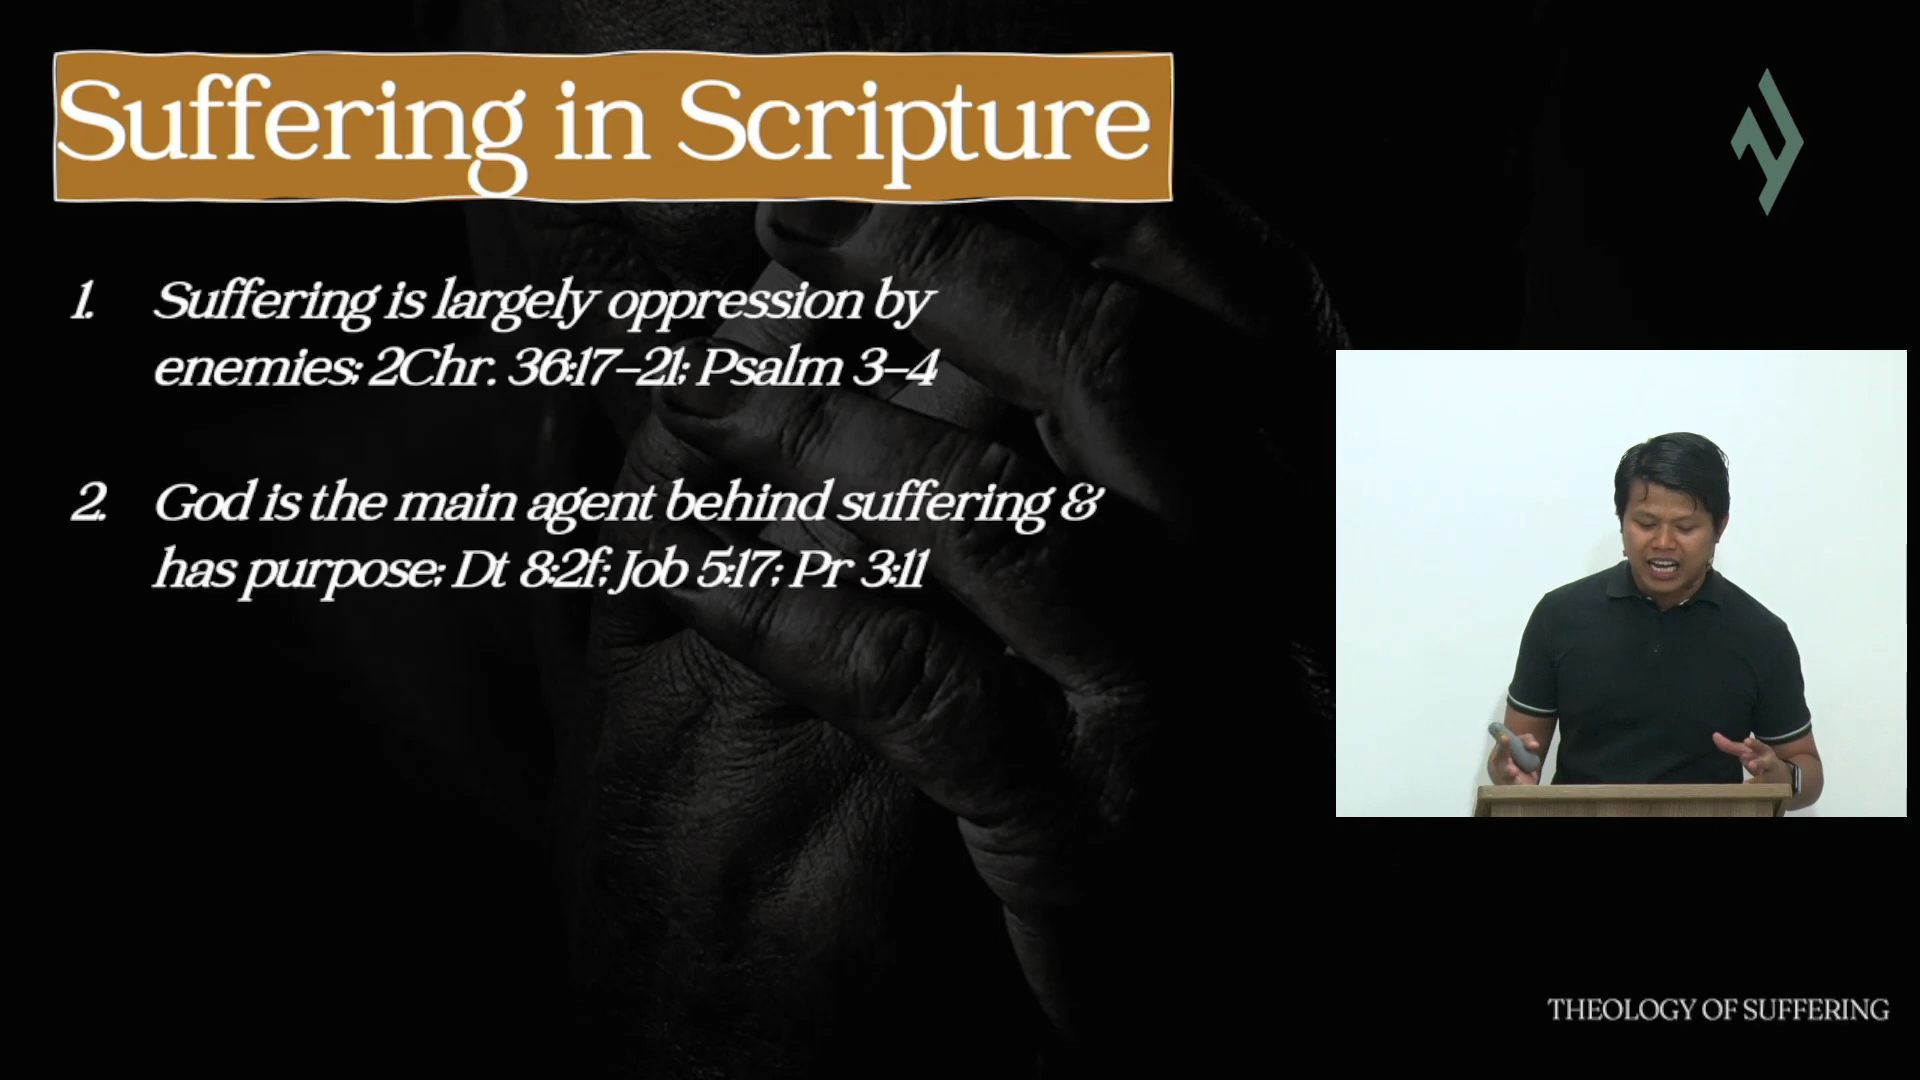 Suffering in Scripture
1. Suffering is largely oppression by
enemies; 2Chr. 36:17–21; Psalm 3–4
2. God is the main agent behind suffering &
has purpose; Dt 8:2f; Job 5:17; Pr 3:11
THEOLOGY OF SUFFERING